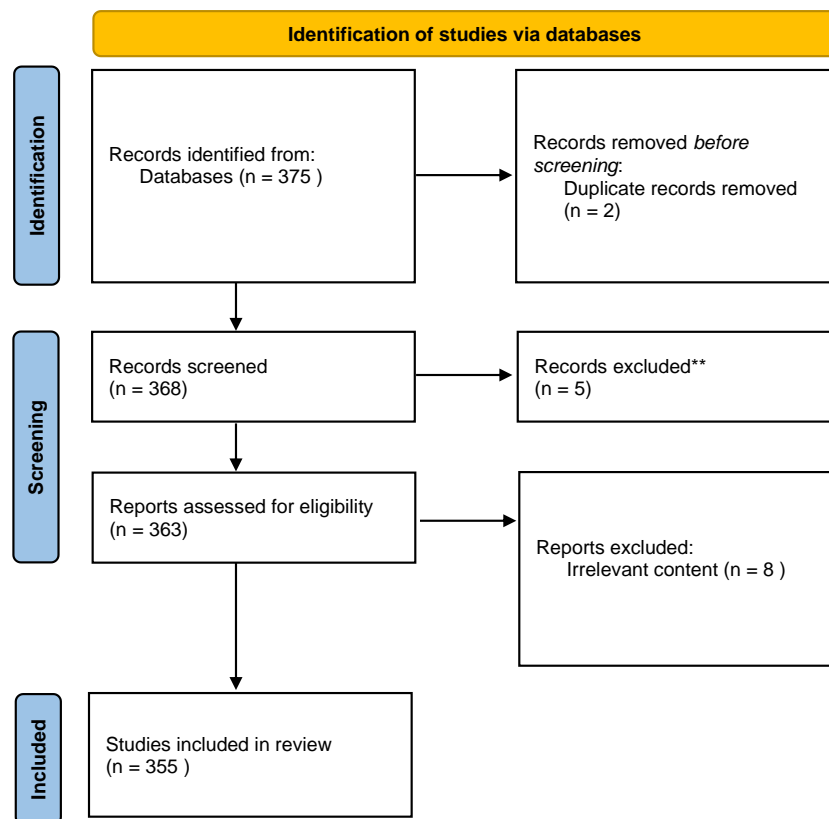 Identification of studies via databases
Identification
Records identified from:
Databases (n = 375 )
Records removed before
screening:
Duplicate records removed
(n = 2)
Screening
Records screened
(n = 368)
Records excluded**
(n = 5)
Reports assessed for eligibility
(n = 363)
Reports excluded:
Irrelevant content (n = 8 )
Included
Studies included in review
(n = 355 )